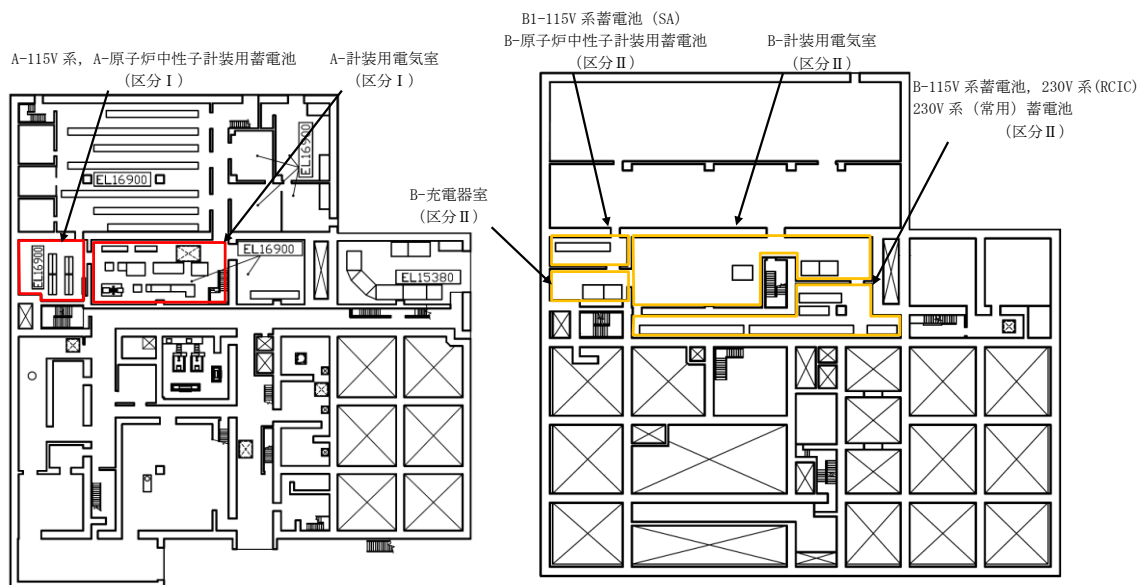 A-115V 系, A-原子炉中性子計装用蓄電池
(区分Ⅰ)
A-計装用電気室
(区分Ⅰ)
B1-115V 系蓄電池 (SA)
B-原子炉中性子計装用蓄電池
(区分Ⅱ)
B-計装用電気室
(区分Ⅱ)
B-115V 系蓄電池, 230V 系(RCIC)
230V 系 (常用) 蓄電池
(区分Ⅱ)
B-充電器室
(区分Ⅱ)
EL16900
EL16900
EL16900
EL16900
EL15380